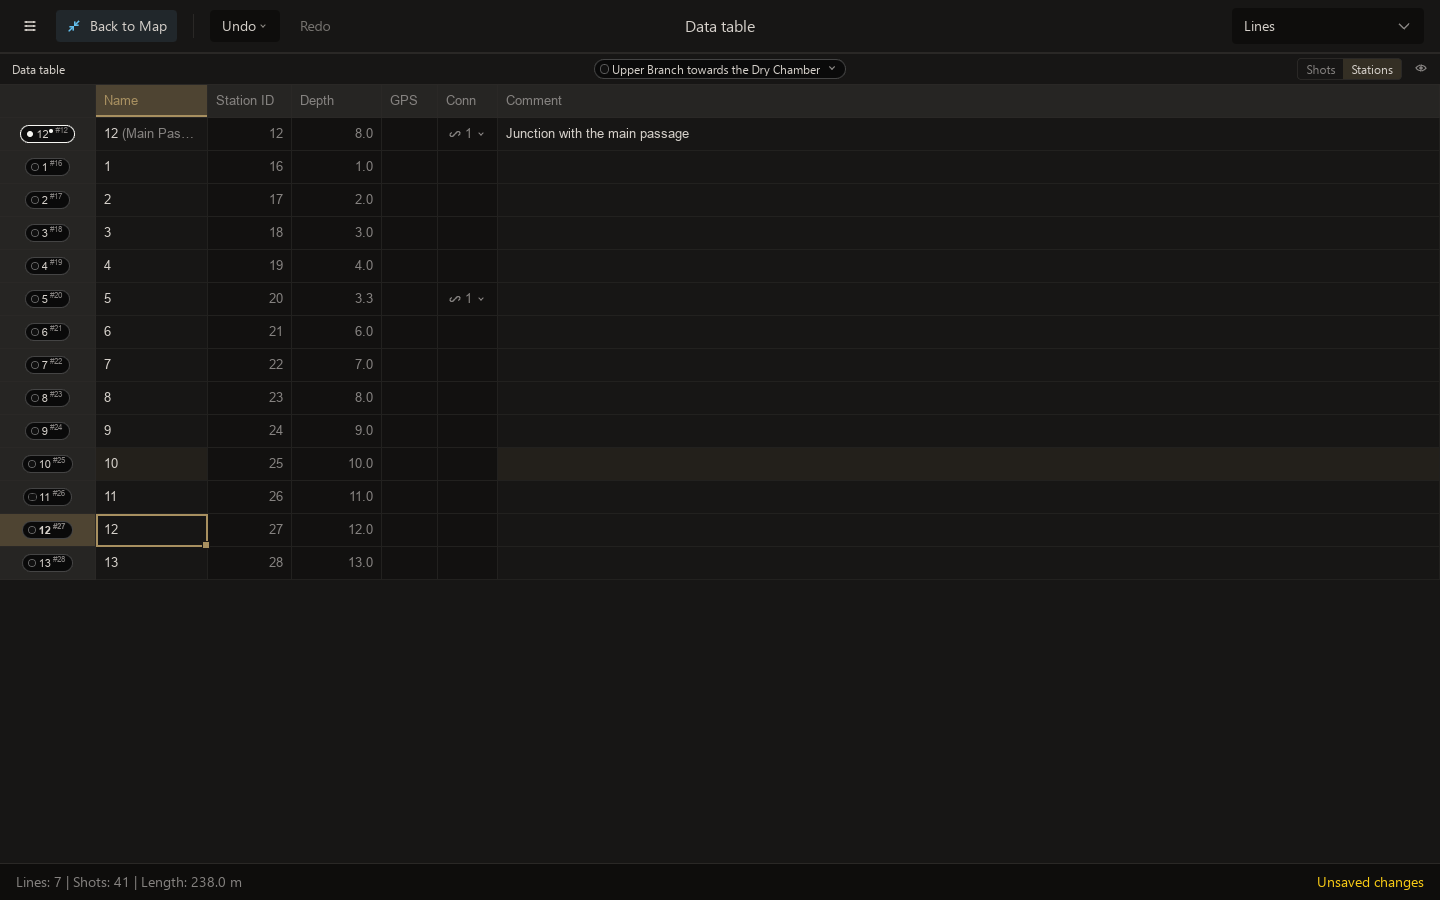 Back to Map Undo Redo Data table Lines
Data table Upper Branch towards the Dry Chamber Shots Stations
Name Station ID Depth GPS Conn Comment
12 #12 12 (Main Pas… 12 8.0 1 Junction with the main passage
1 #16 1 16 1.0
2 #17 2 17 2.0
3 #18 3 18 3.0
4 #19 4 19 4.0
5 #20 5 20 3.3 1
6 #21 6 21 6.0
7 #22 7 22 7.0
8 #23 8 23 8.0
9 #24 9 24 9.0
10 #25 10 25 10.0
11 #26 11 26 11.0
12 #27 12 27 12.0
13 #28 13 28 13.0
Lines: 7 | Shots: 41 | Length: 238.0 m Unsaved changes